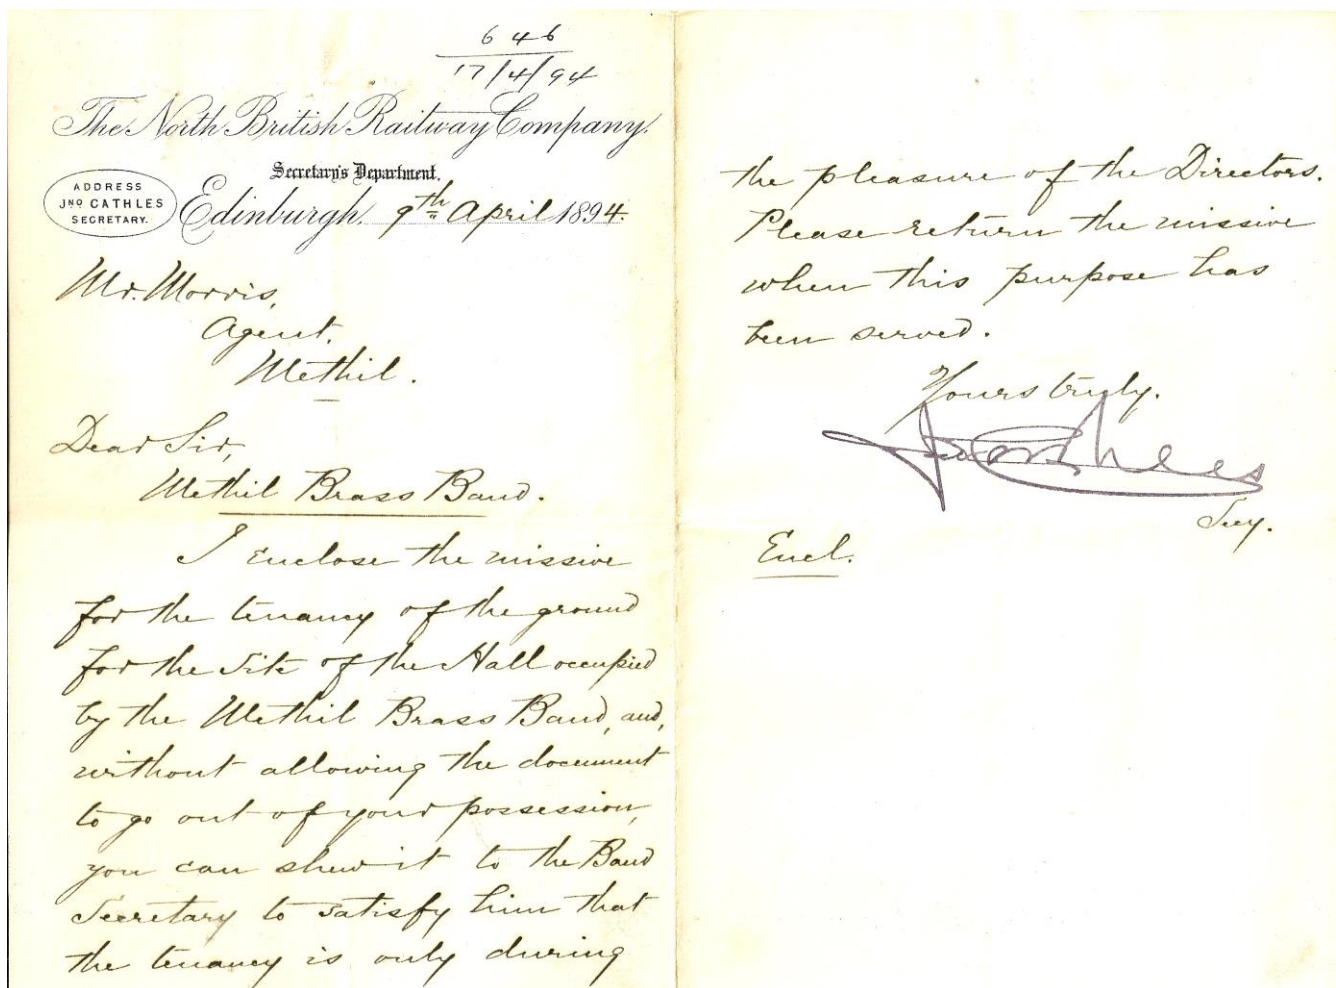 646
17/4/94
The North British Railway Company.
Secretary's Department.
ADDRESS
JNO CATHLES
SECRETARY.
Edinburgh, 9th April 1894.
Mr. Morris,
Agent,
Methil.
Dear Sir,
Methil Brass Band.
I enclose the missive
for the tenancy of the ground
for the Site of the Hall occupied
by the Methil Brass Band, and,
without allowing the document
to go out of your possession,
you can shew it to the Band
Secretary to satisfy him that
the tenancy is only during
the pleasure of the Directors.
Please return the missive
when this purpose has
been served.
Yours truly.
Jno Cathles
Secy.
Encl.